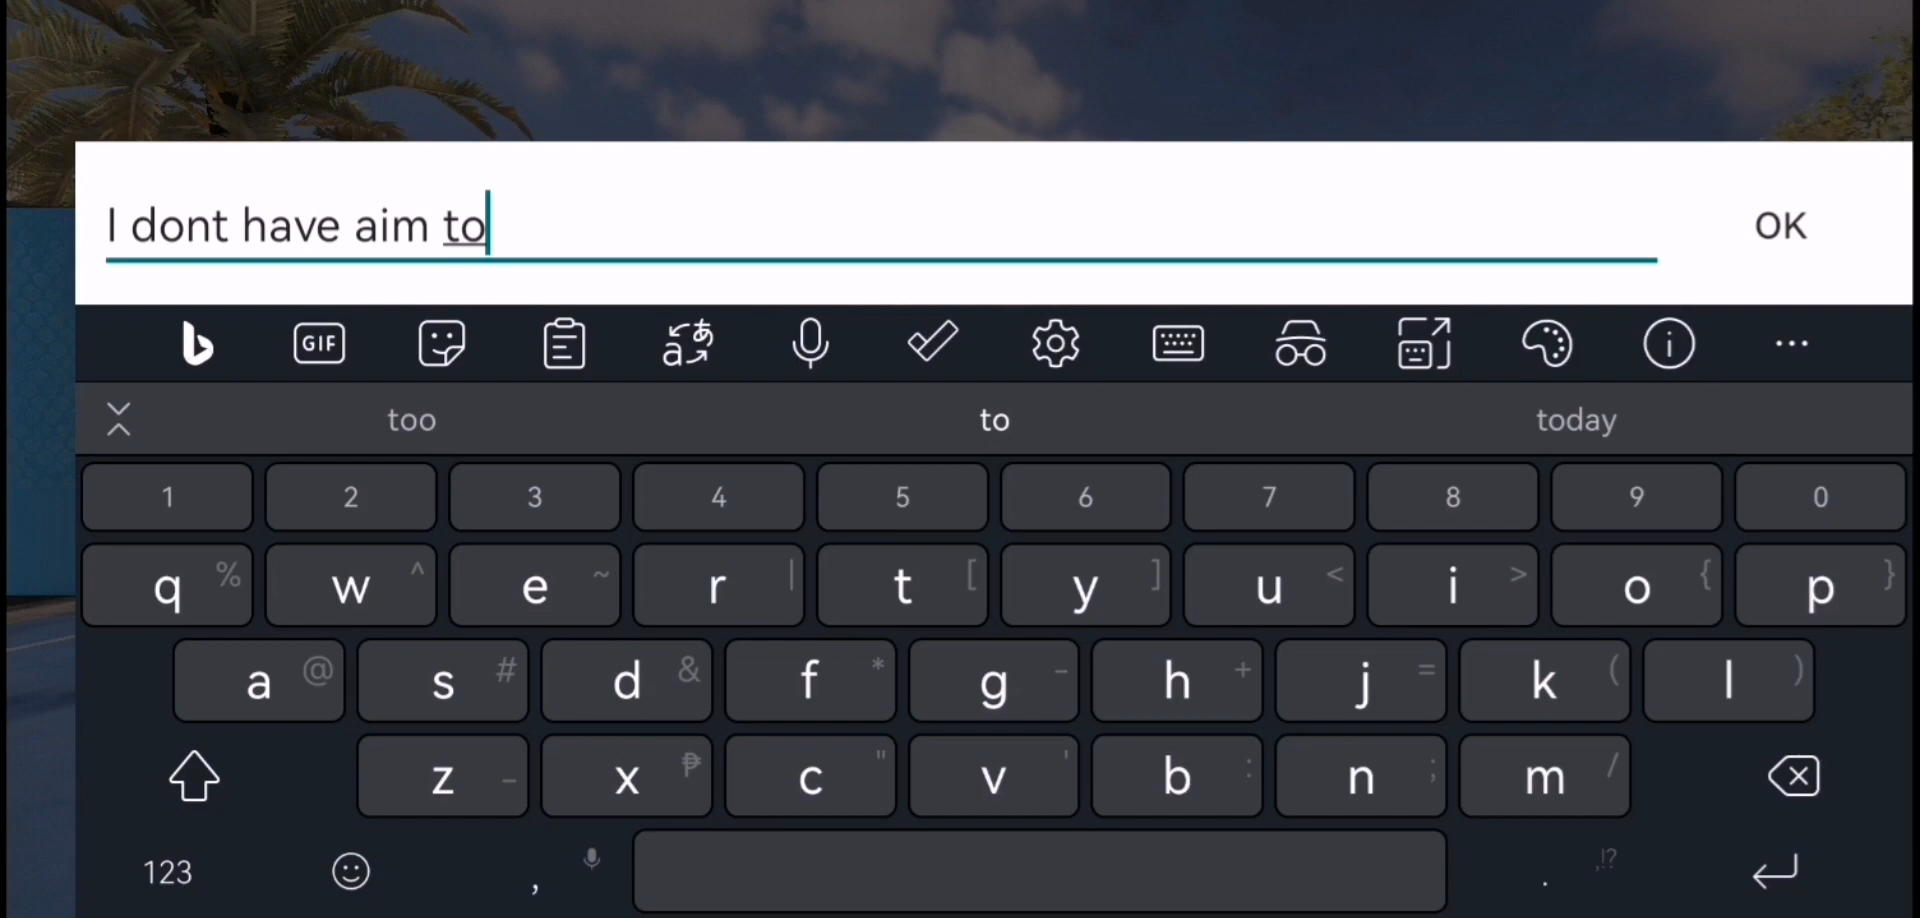 I dont have aim to
OK
GIF
a あ
too to today
1 2 3 4 5 6 7 8 9 0
q % w ^ e ~ r | t [ y ] u < i > o { p }
a @ s # d & f * g - h + j = k ( l )
z _ x ₱ c " v ' b : n ; m /
123 , . ,!?